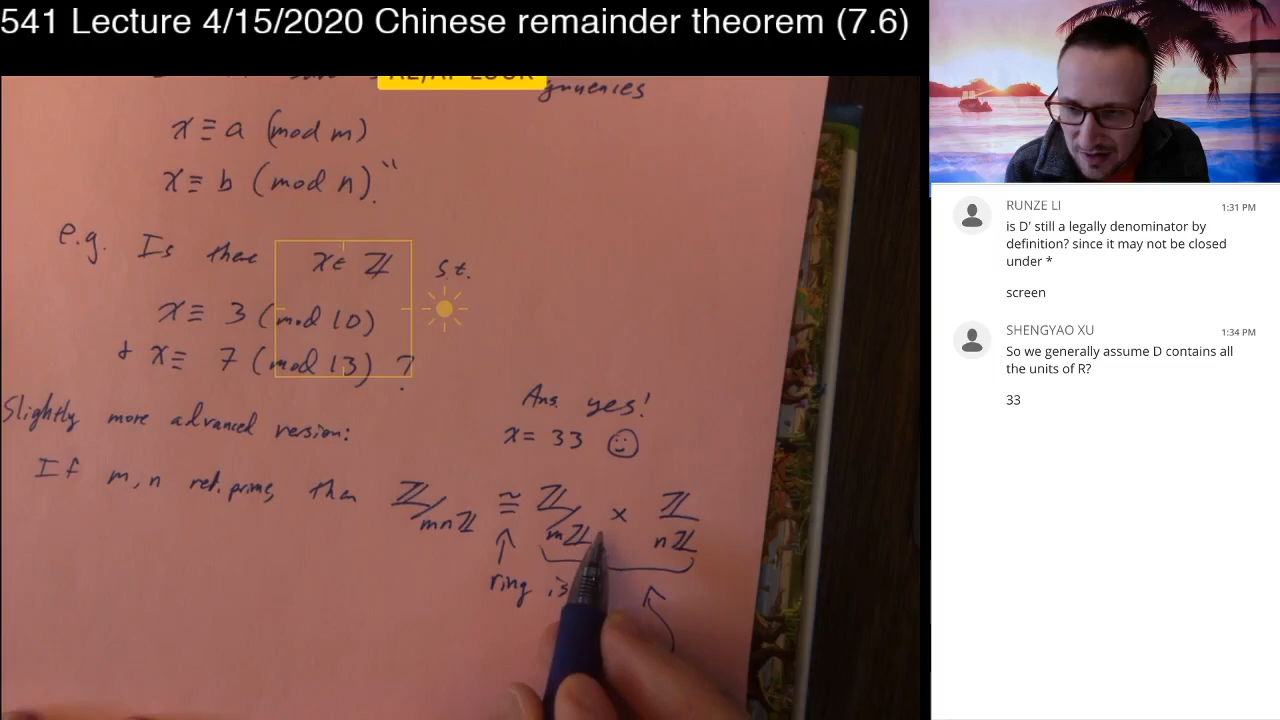 541 Lecture 4/15/2020 Chinese remainder theorem (7.6)
AE/AF LOCK
x ≡ a (mod m)
x ≡ b (mod n)"
e.g. Is there x ∈ ℤ s.t.
x ≡ 3 (mod 10)
+ x ≡ 7 (mod 13) ?
Ans. yes!
x = 33 ☺
Slightly more advanced version:
If m, n rel. prime, then ℤ/mnℤ ≅ ℤ/mℤ × ℤ/nℤ
ring is
RUNZE LI 1:31 PM
is D' still a legally denominator by
definition? since it may not be closed
under *
screen
SHENGYAO XU 1:34 PM
So we generally assume D contains all
the units of R?
33